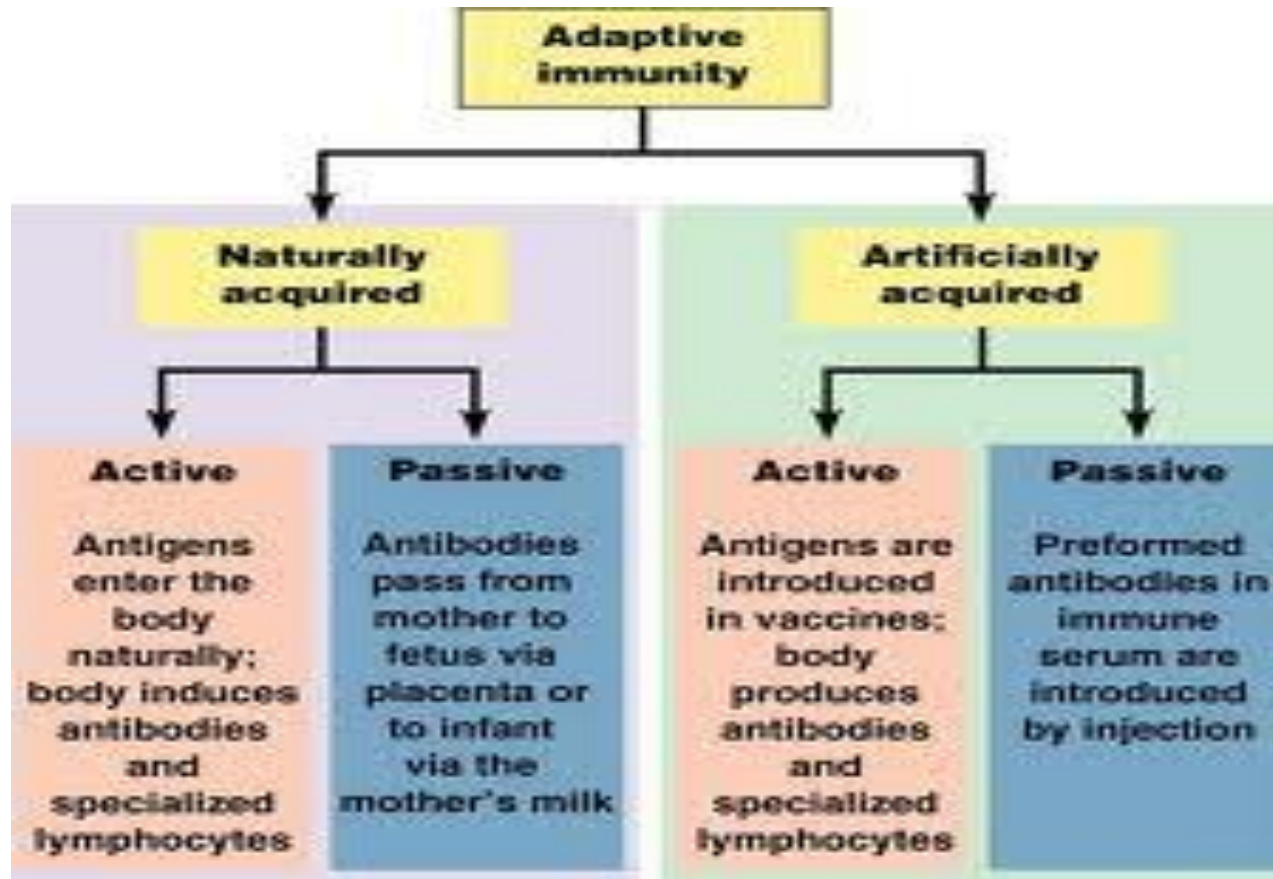 Adaptive
immunity
Naturally
acquired
Artificially
acquired
Active
Antigens
enter the
body
naturally;
body induces
antibodies
and
specialized
lymphocytes
Passive
Antibodies
pass from
mother to
fetus via
placenta or
to infant
via the
mother's milk
Active
Antigens are
introduced
in vaccines;
body
produces
antibodies
and
specialized
lymphocytes
Passive
Preformed
antibodies in
immune
serum are
introduced
by injection